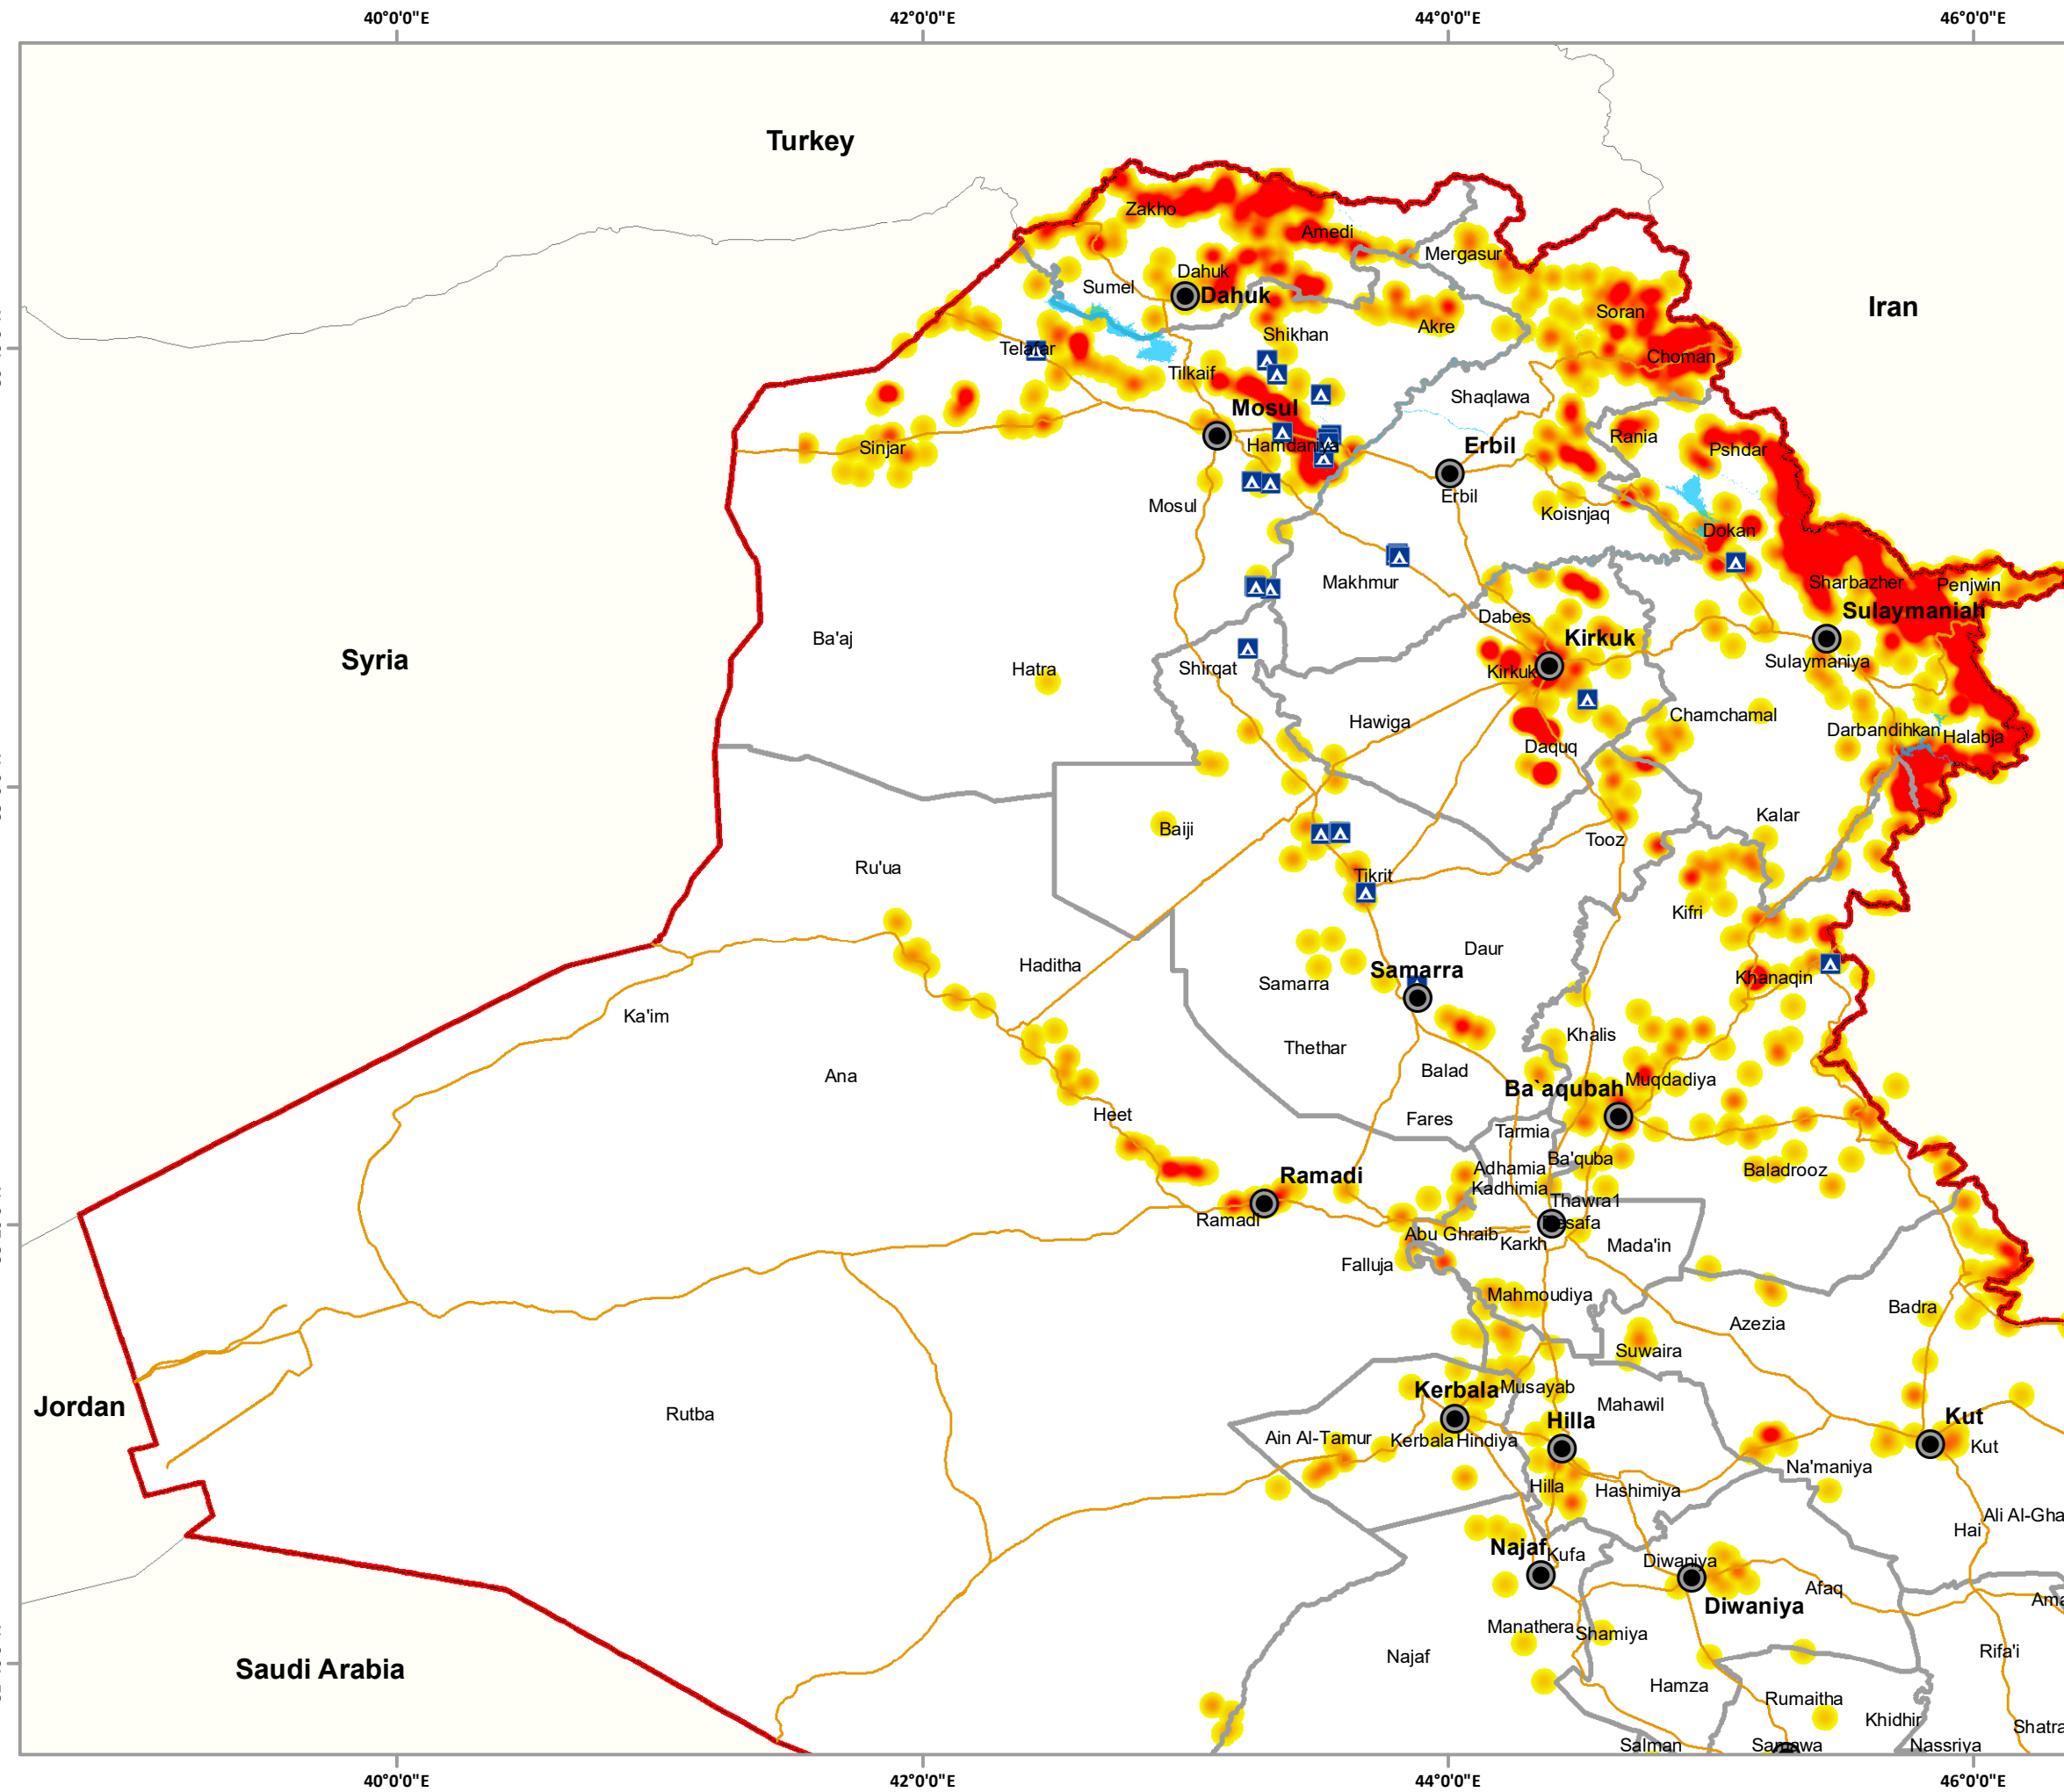 40°0'0"E
42°0'0"E
44°0'0"E
46°0'0"E
Turkey
Zakho
Amedi
Mergasur
Dahuk
Sumel
Dahuk
Iran
Soran
Akre
Shikhan
Telafar
Choman
Tilkaif
Shaqlawa
Mosul
Rania
Sinjar
Hamdaniya
Erbil
Pshdar
Erbil
Mosul
Koisnjaq
Dokan
Makhmur
Sharbazher
Penjwin
Dabes
Sulaymaniah
Ba'aj
Kirkuk
Syria
Hatra
Shirqat
Kirkuk
Sulaymaniya
Hawiga
Chamchamal
Darbandihkan
Halabja
Daquq
Kalar
Baiji
Tooz
Ru'ua
Tikrit
Kifri
Daur
Haditha
Samarra
Khanaqin
Samarra
Ka'im
Khalis
Thethar
Balad
Ana
Muqdadiya
Ba`aqubah
Heet
Fares
Tarmia
Ba'quba
Adhamia
Baladrooz
Ramadi
Kadhimia
Thawra1
Ramadi
Resafa
Abu Ghraib
Karkh
Mada'in
Falluja
Mahmoudiya
Badra
Azezia
Suwaira
Jordan
Kerbala
Musayab
Rutba
Mahawil
Hilla
Kut
Ain Al-Tamur
Kerbala
Hindiya
Kut
Na'maniya
Hilla
Hashimiya
Ali Al-Gha
Hai
Najaf
Kufa
Diwaniya
Afaq
Ama
Diwaniya
Manathera
Shamiya
Najaf
Rifa'i
Saudi Arabia
Hamza
Rumaitha
Khidhir
Shatra
Salman
Samawa
Nassriya
40°0'0"E
42°0'0"E
44°0'0"E
46°0'0"E